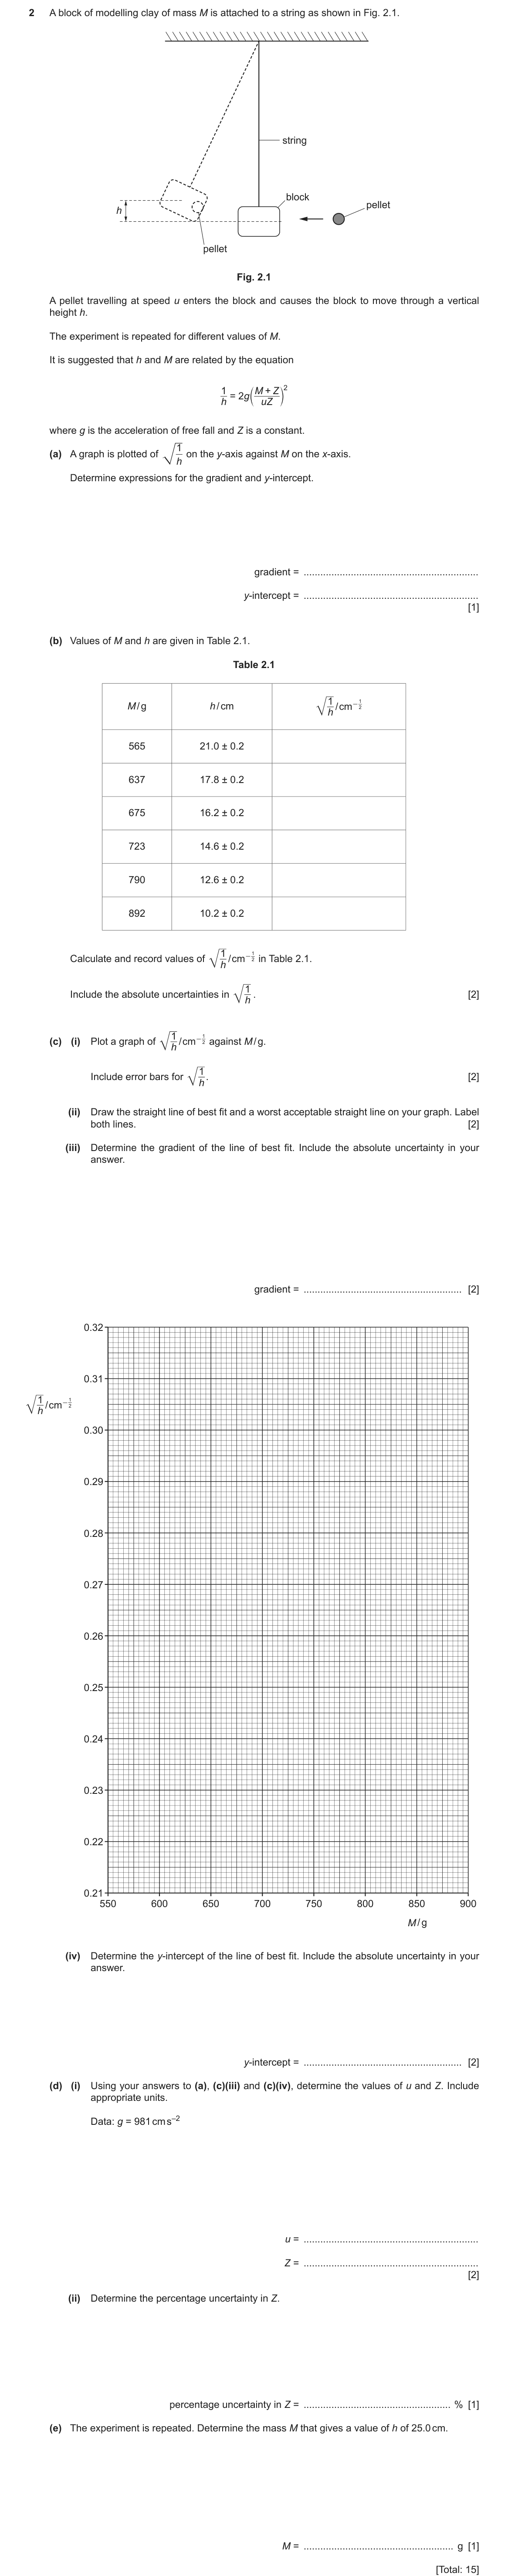 2 A block of modelling clay of mass M is attached to a string as shown in Fig. 2.1.
string
block
pellet
h
pellet
Fig. 2.1
A pellet travelling at speed u enters the block and causes the block to move through a vertical
height h.
The experiment is repeated for different values of M.
It is suggested that h and M are related by the equation
1/h = 2g((M + Z)/uZ)²
where g is the acceleration of free fall and Z is a constant.
(a) A graph is plotted of √(1/h) on the y-axis against M on the x-axis.
Determine expressions for the gradient and y-intercept.
gradient = ................................................................
y-intercept = ................................................................
[1]
(b) Values of M and h are given in Table 2.1.
Table 2.1
M/g h/cm √(1/h)/cm^(−1/2)
565 21.0 ± 0.2
637 17.8 ± 0.2
675 16.2 ± 0.2
723 14.6 ± 0.2
790 12.6 ± 0.2
892 10.2 ± 0.2
Calculate and record values of √(1/h)/cm^(−1/2) in Table 2.1.
Include the absolute uncertainties in √(1/h). [2]
(c) (i) Plot a graph of √(1/h)/cm^(−1/2) against M/g.
Include error bars for √(1/h). [2]
(ii) Draw the straight line of best fit and a worst acceptable straight line on your graph. Label
both lines. [2]
(iii) Determine the gradient of the line of best fit. Include the absolute uncertainty in your
answer.
gradient = ......................................................... [2]
0.32
0.31
√(1/h)/cm^(−1/2)
0.30
0.29
0.28
0.27
0.26
0.25
0.24
0.23
0.22
0.21
550 600 650 700 750 800 850 900
M/g
(iv) Determine the y-intercept of the line of best fit. Include the absolute uncertainty in your
answer.
y-intercept = ......................................................... [2]
(d) (i) Using your answers to (a), (c)(iii) and (c)(iv), determine the values of u and Z. Include
appropriate units.
Data: g = 981 cm s⁻²
u = ................................................................
Z = ................................................................
[2]
(ii) Determine the percentage uncertainty in Z.
percentage uncertainty in Z = ..................................................... % [1]
(e) The experiment is repeated. Determine the mass M that gives a value of h of 25.0 cm.
M = ...................................................... g [1]
[Total: 15]